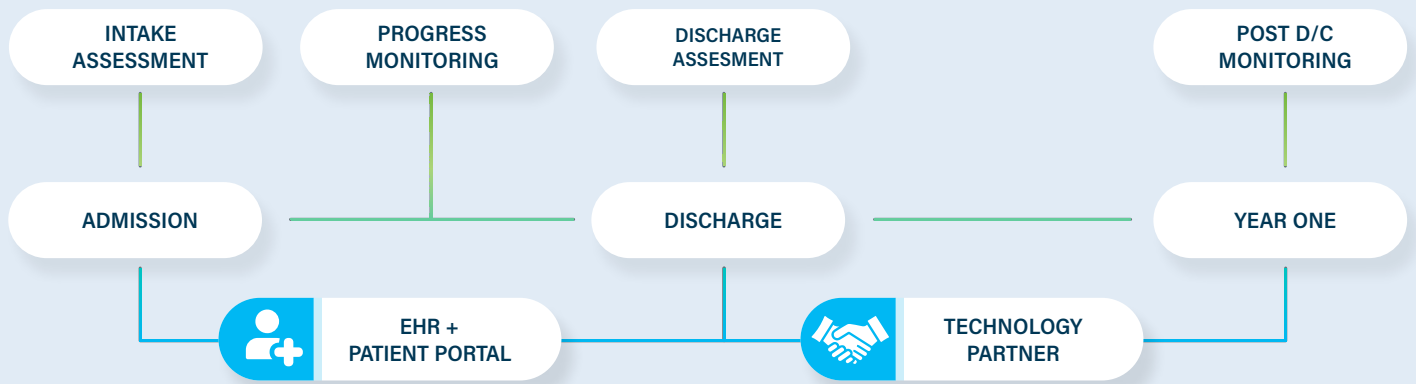 INTAKE
ASSESSMENT
PROGRESS
MONITORING
DISCHARGE
ASSESMENT
POST D/C
MONITORING
ADMISSION
DISCHARGE
YEAR ONE
EHR +
PATIENT PORTAL
TECHNOLOGY
PARTNER